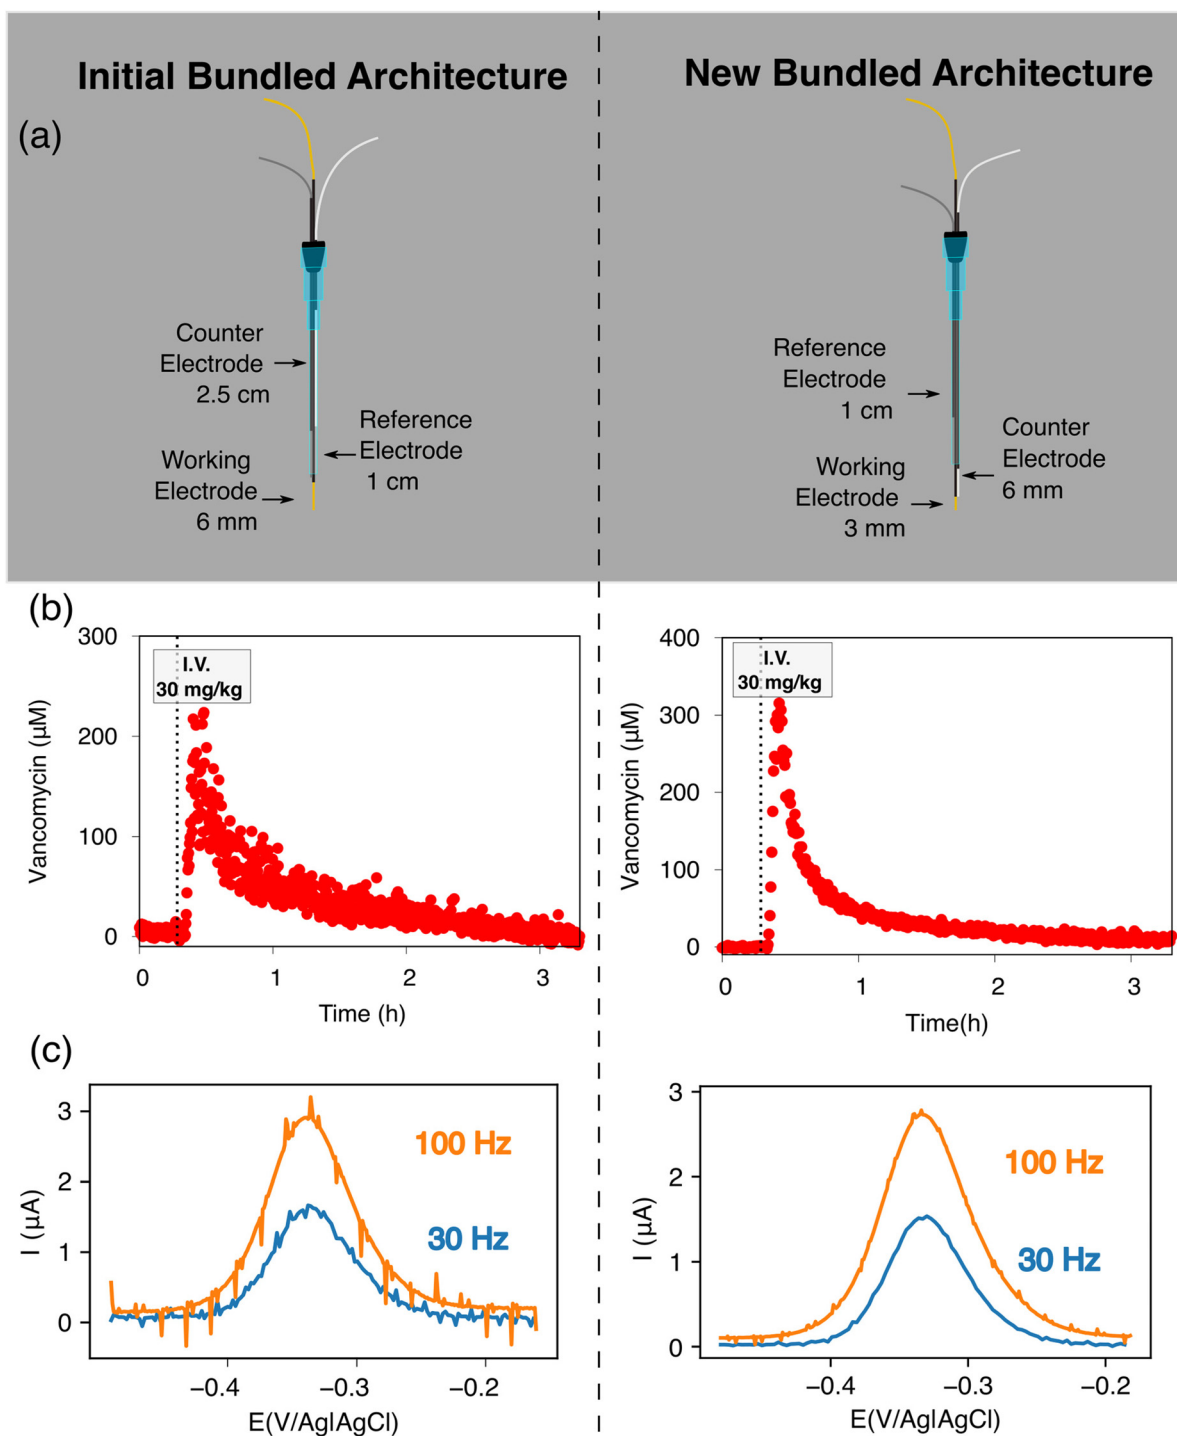 Initial Bundled Architecture
New Bundled Architecture
(a)
Counter
Electrode
2.5 cm
Reference
Electrode
1 cm
Working
Electrode
6 mm
Reference
Electrode
1 cm
Counter
Electrode
6 mm
Working
Electrode
3 mm
(b)
300
200
100
0
Vancomycin (µM)
I.V.
30 mg/kg
0 1 2 3
Time (h)
400
300
200
100
0
Vancomycin (µM)
I.V.
30 mg/kg
0 1 2 3
Time(h)
(c)
3
2
1
0
I (µA)
100 Hz
30 Hz
−0.4 −0.3 −0.2
E(V/Ag|AgCl)
3
2
1
0
I (µA)
100 Hz
30 Hz
−0.4 −0.3 −0.2
E(V/Ag|AgCl)